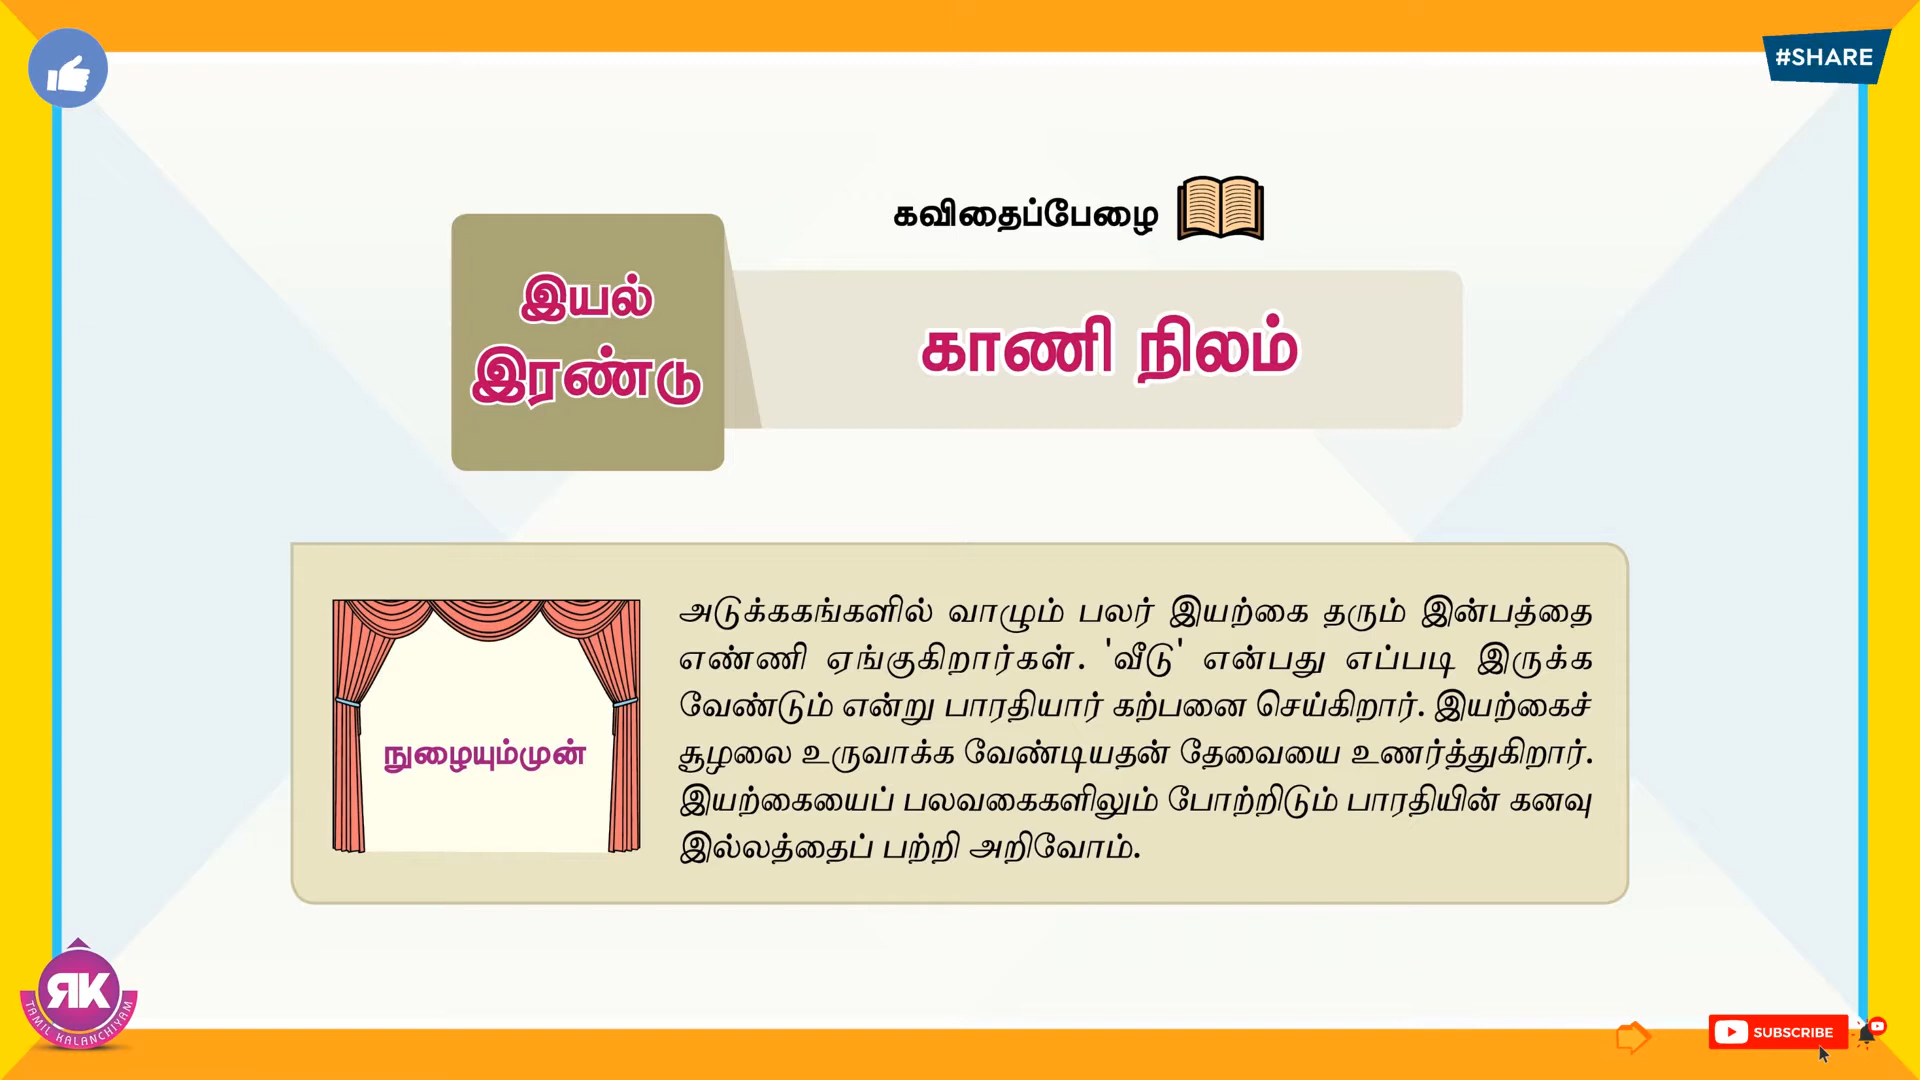 #SHARE
கவிதைப்பேழை
இயல்
இரண்டு
காணி நிலம்
நுழையும்முன்
அடுக்ககங்களில் வாழும் பலர் இயற்கை தரும் இன்பத்தை
எண்ணி ஏங்குகிறார்கள். 'வீடு' என்பது எப்படி இருக்க
வேண்டும் என்று பாரதியார் கற்பனை செய்கிறார். இயற்கைச்
சூழலை உருவாக்க வேண்டியதன் தேவையை உணர்த்துகிறார்.
இயற்கையைப் பலவகைகளிலும் போற்றிடும் பாரதியின் கனவு
இல்லத்தைப் பற்றி அறிவோம்.
RK
TAMIL KALANCHIYAM
SUBSCRIBE